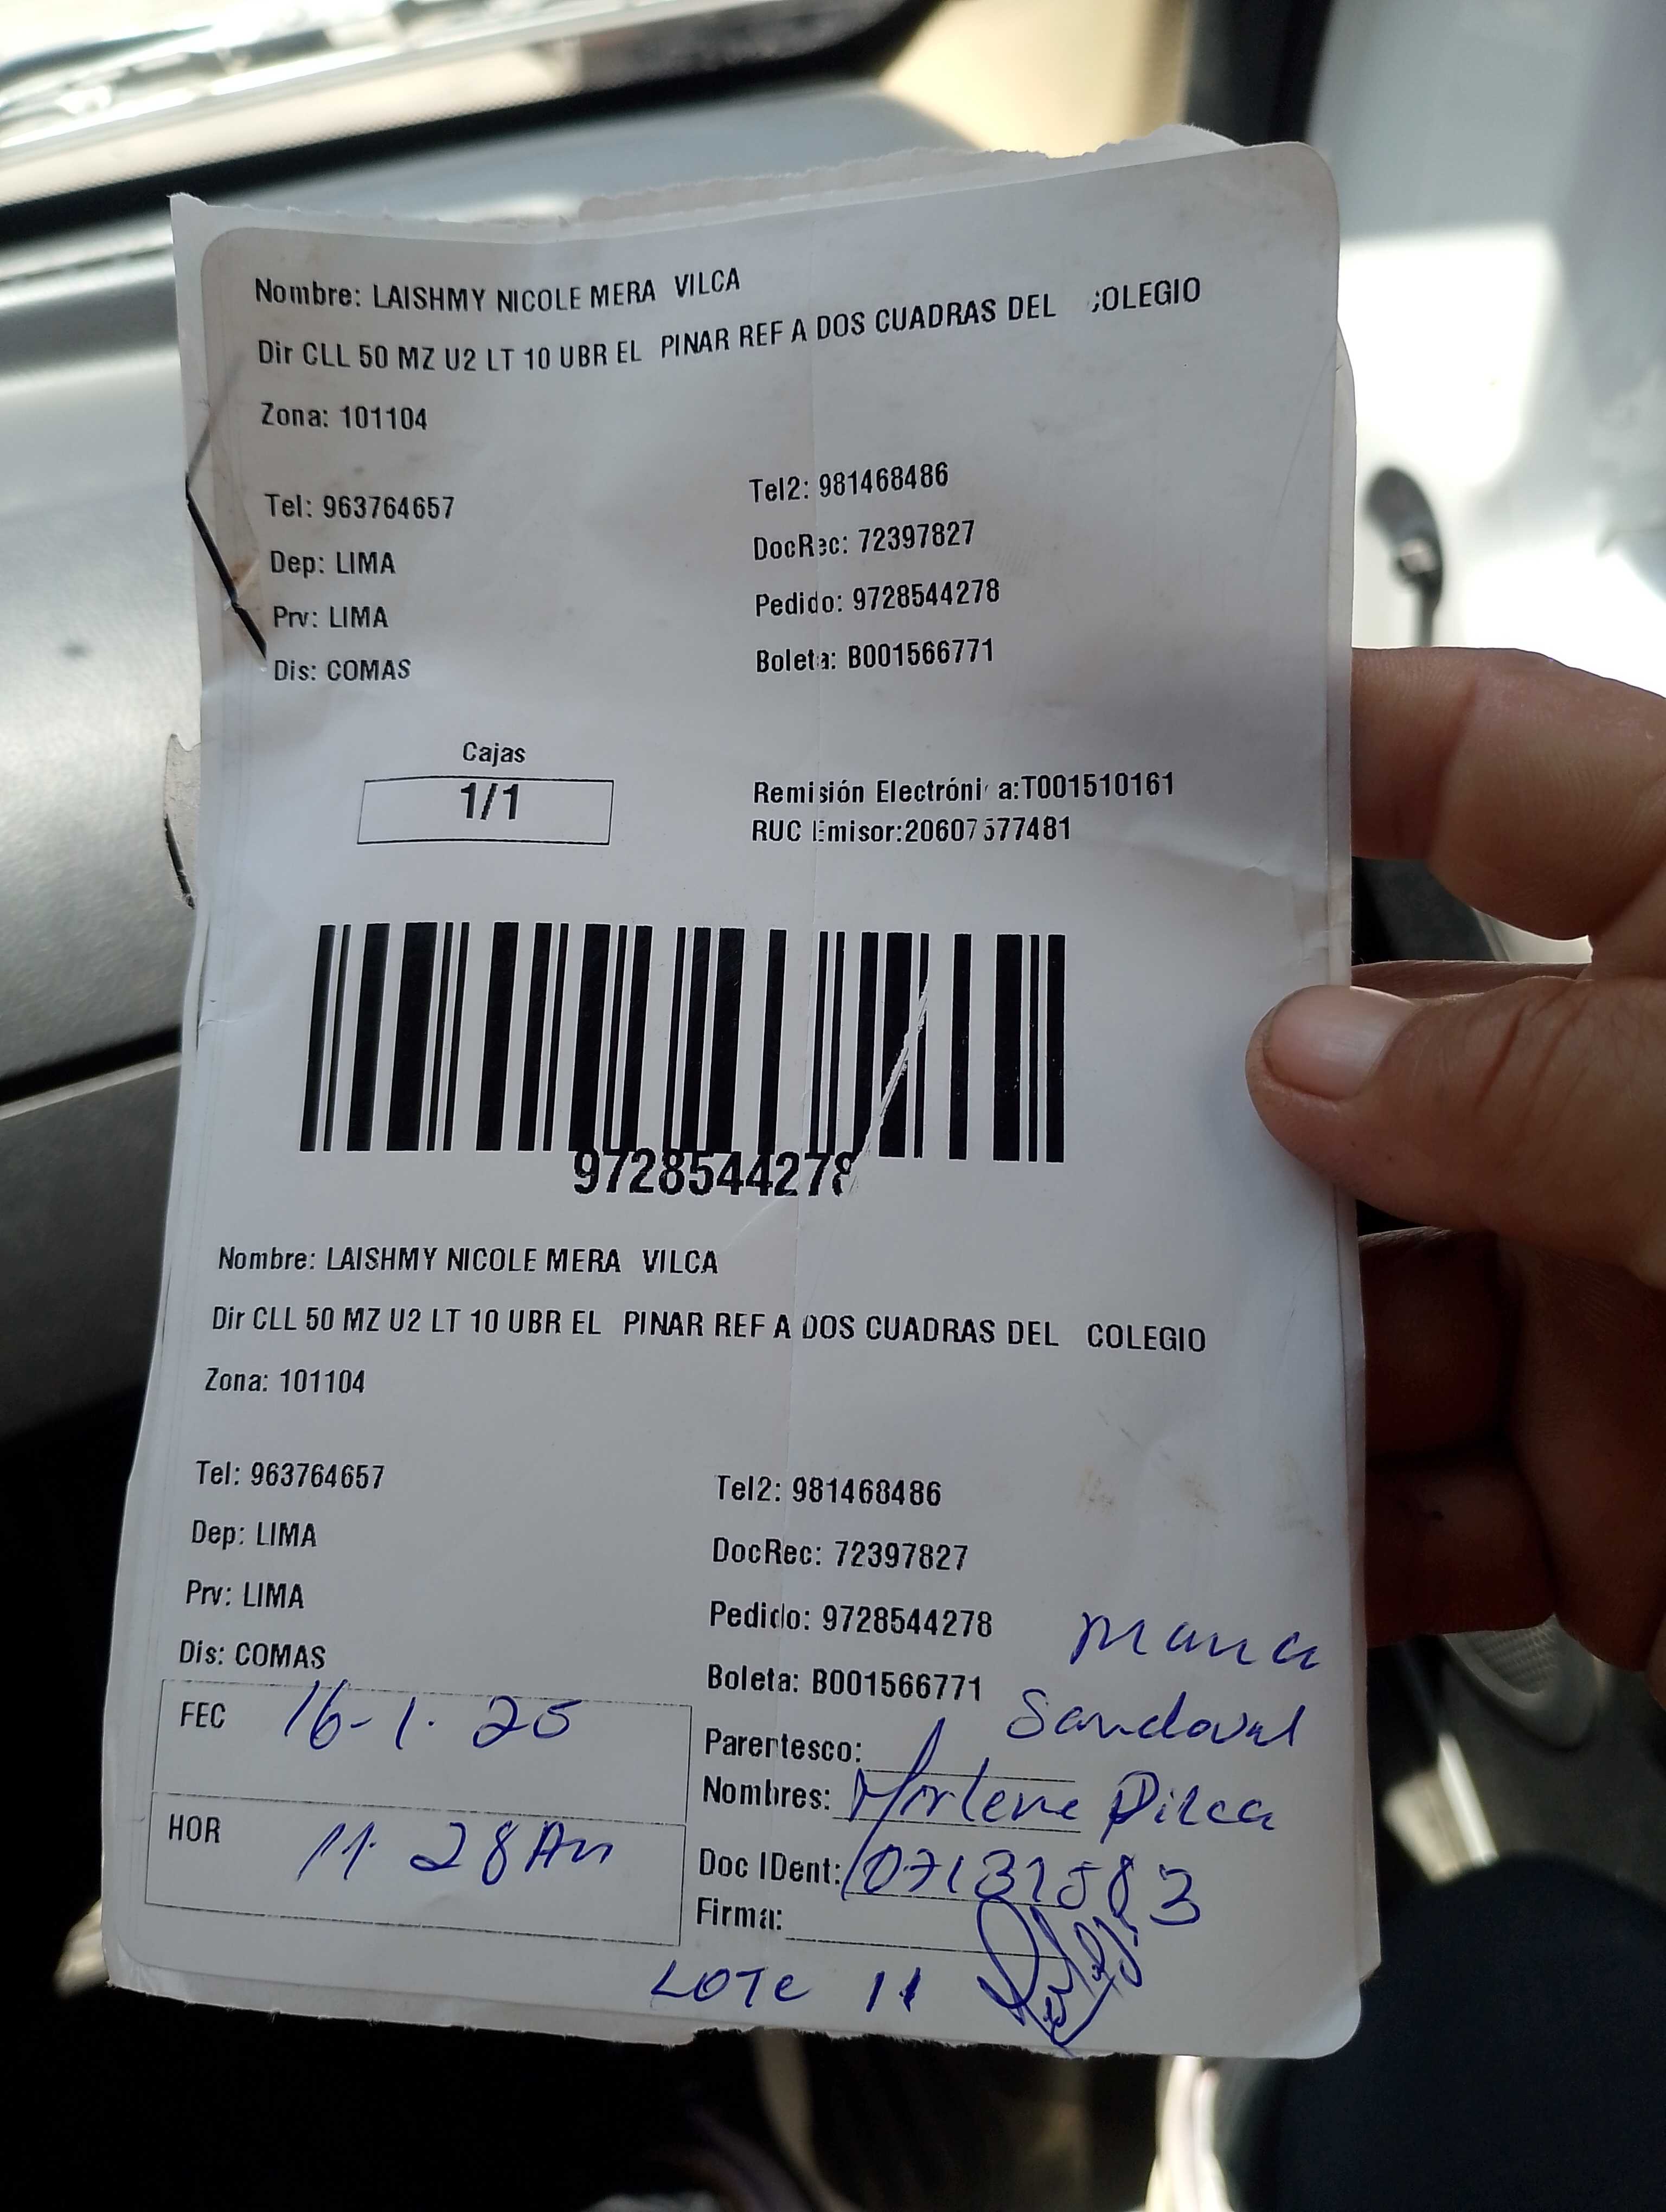 Nombre: LAISHMY NICOLE MERA VILCA
Dir CLL 50 MZ U2 LT 10 UBR EL PINAR REF A DOS CUADRAS DEL COLEGIO
Zona: 101104
Tel: 963764657 Tel2: 981468486
Dep: LIMA DocRec: 72397827
Prv: LIMA Pedido: 9728544278
Dis: COMAS Boleta: B001566771
Cajas
1/1
Remisión Electrónica:T001510161
RUC Emisor:20607577481
9728544278
Nombre: LAISHMY NICOLE MERA VILCA
Dir CLL 50 MZ U2 LT 10 UBR EL PINAR REF A DOS CUADRAS DEL COLEGIO
Zona: 101104
Tel: 963764657 Tel2: 981468486
Dep: LIMA DocRec: 72397827
Prv: LIMA Pedido: 9728544278
Dis: COMAS Boleta: B001566771
FEC 16-1.25
Sandoval
Parentesco:
Nombres: Marlene
HOR 11.28 Am
Doc IDent:
Firma:
LOTE 11